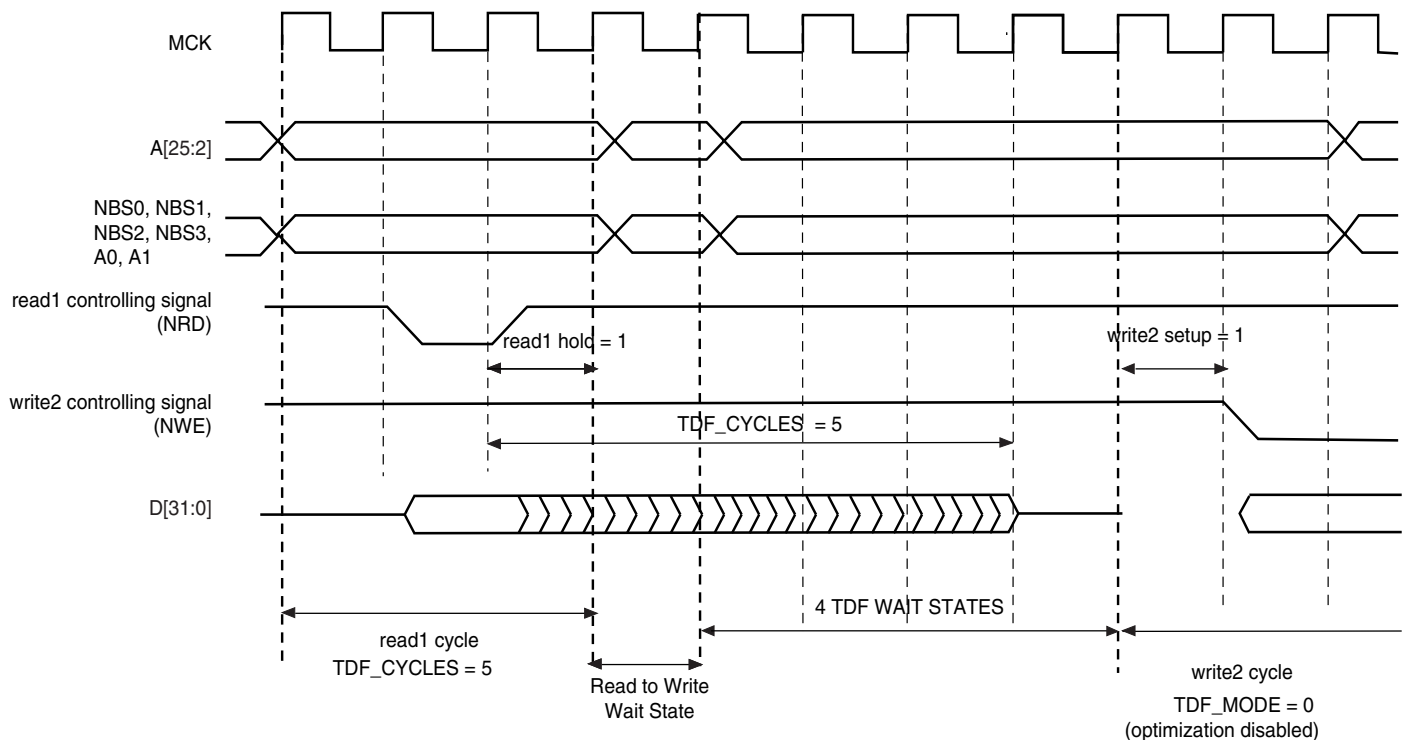 MCK
A[25:2]
NBS0, NBS1,
NBS2, NBS3,
A0, A1
read1 controlling signal
(NRD)
read1 hold = 1
write2 setup = 1
write2 controlling signal
(NWE)
TDF_CYCLES = 5
D[31:0]
4 TDF WAIT STATES
read1 cycle
TDF_CYCLES = 5
Read to Write
Wait State
write2 cycle
TDF_MODE = 0
(optimization disabled)